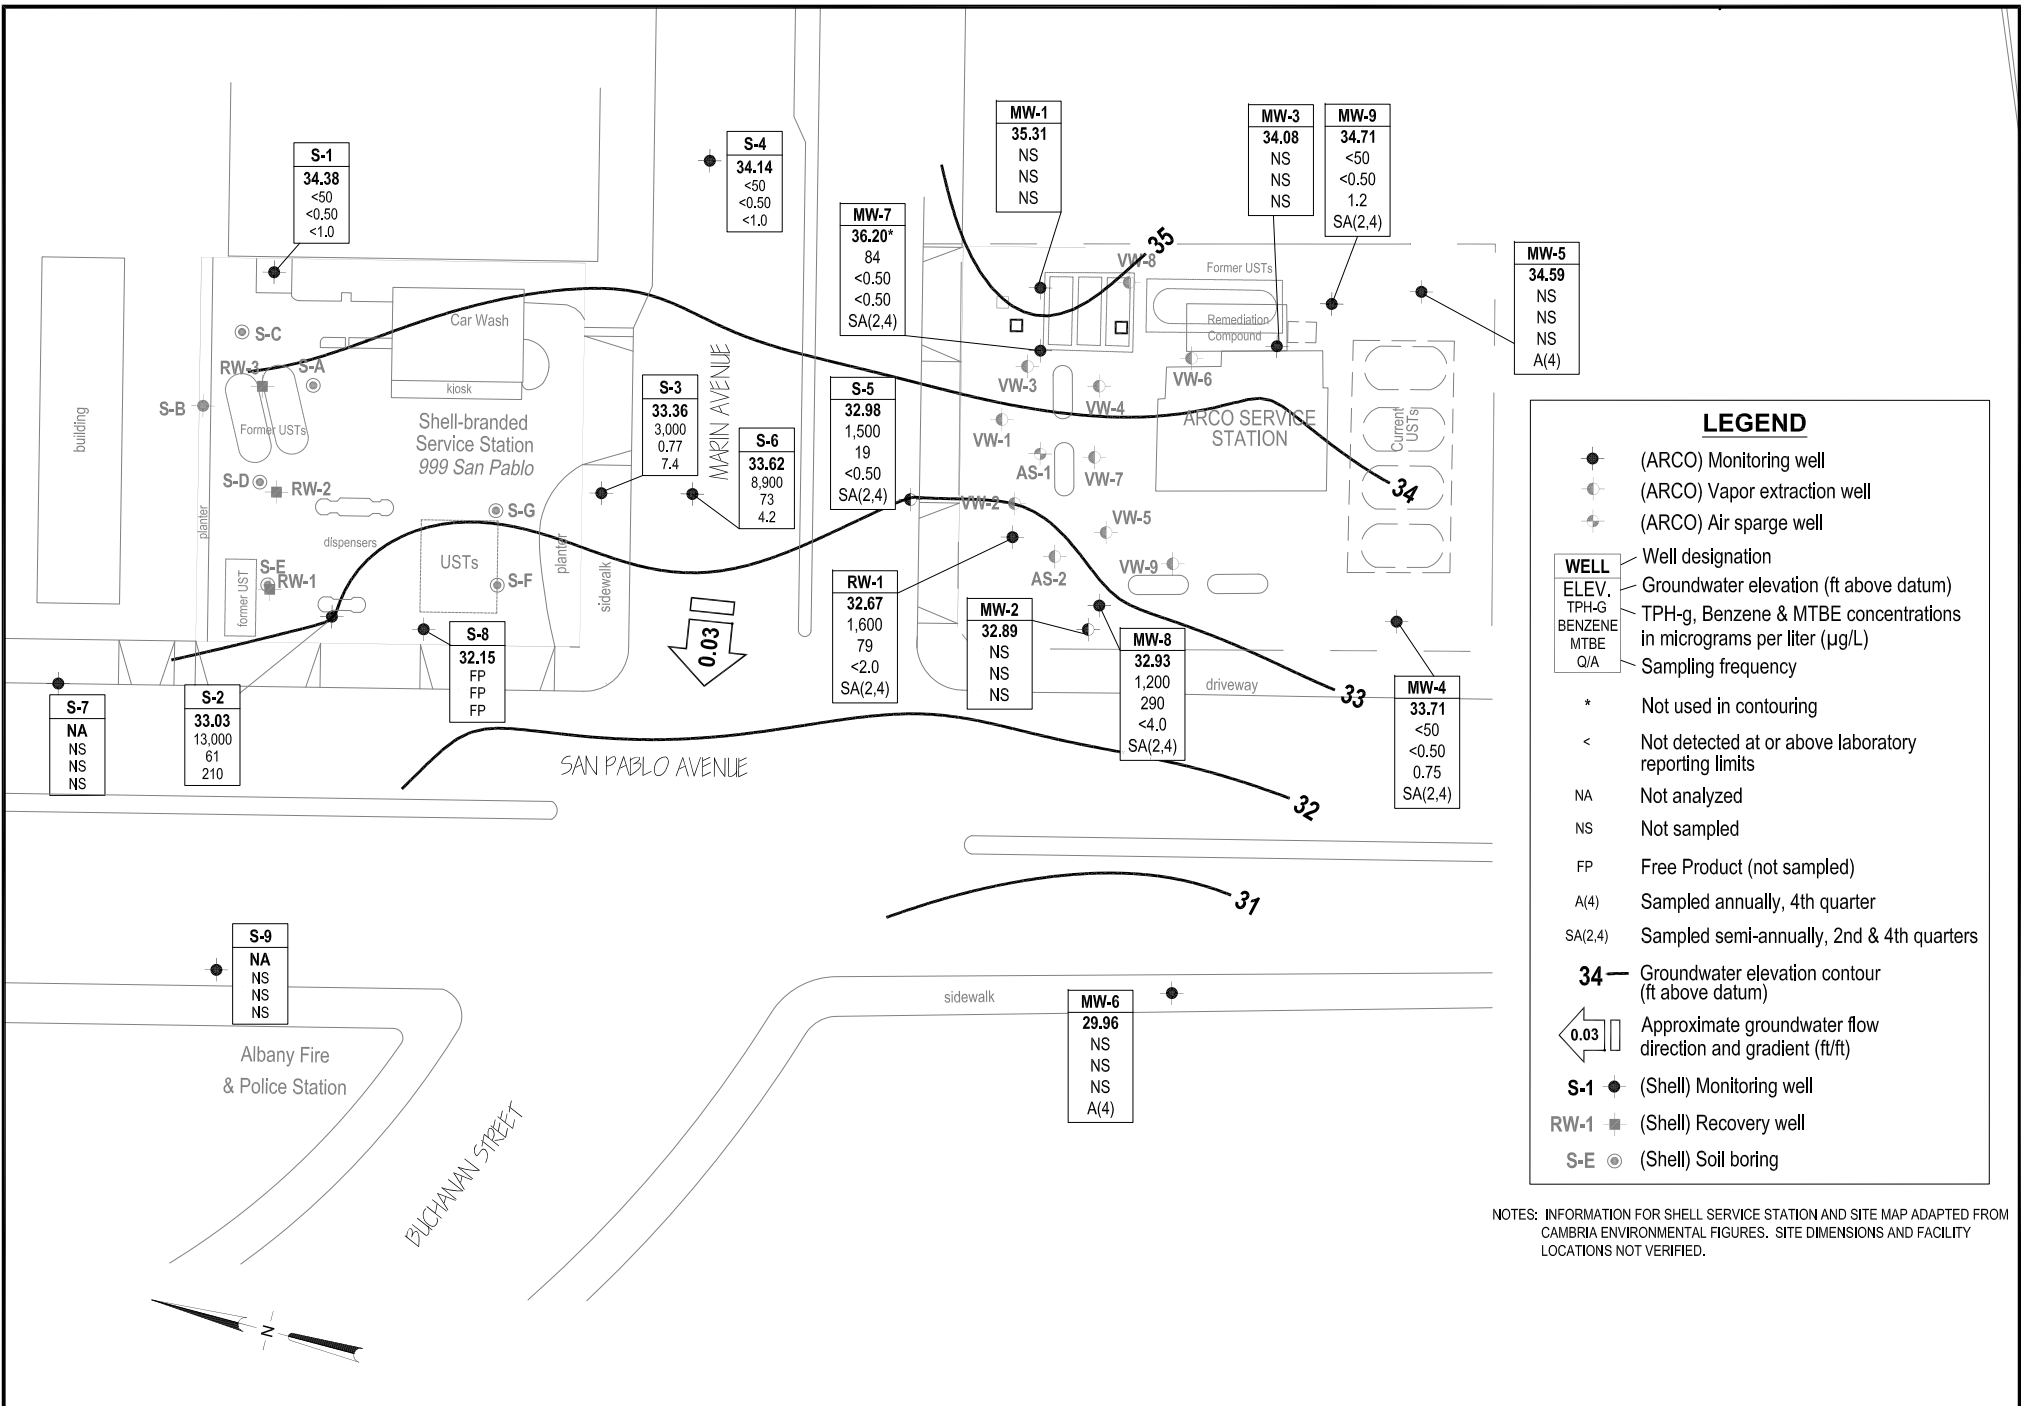 S-1
34.38
<50
<0.50
<1.0
S-4
34.14
<50
<0.50
<1.0
MW-1
35.31
NS
NS
NS
MW-3
34.08
NS
NS
NS
MW-9
34.71
<50
<0.50
1.2
SA(2,4)
MW-7
36.20*
84
<0.50
<0.50
SA(2,4)
MW-5
34.59
NS
NS
NS
A(4)
35
VW-8
Former USTs
Remediation
Compound
Car Wash
kiosk
S-C
RW-3
S-A
S-B
Former USTs
building
Shell-branded
Service Station
999 San Pablo
S-D
RW-2
S-G
planter
dispensers
USTs
S-E
RW-1
S-F
former UST
planter
sidewalk
MARIN AVENUE
S-3
33.36
3,000
0.77
7.4
S-6
33.62
8,900
73
4.2
S-5
32.98
1,500
19
<0.50
SA(2,4)
VW-3
VW-4
VW-6
VW-1
AS-1
VW-7
ARCO SERVICE
STATION
Current
USTs
34
VW-2
VW-5
AS-2
VW-9
RW-1
32.67
1,600
79
<2.0
SA(2,4)
MW-2
32.89
NS
NS
NS
MW-8
32.93
1,200
290
<4.0
SA(2,4)
driveway
33
MW-4
33.71
<50
<0.50
0.75
SA(2,4)
0.03
S-8
32.15
FP
FP
FP
S-7
NA
NS
NS
NS
S-2
33.03
13,000
61
210
SAN PABLO AVENUE
32
31
S-9
NA
NS
NS
NS
Albany Fire
& Police Station
BUCHANAN STREET
sidewalk
MW-6
29.96
NS
NS
NS
A(4)
N
LEGEND
(ARCO) Monitoring well
(ARCO) Vapor extraction well
(ARCO) Air sparge well
WELL
ELEV.
TPH-G
BENZENE
MTBE
Q/A
Well designation
Groundwater elevation (ft above datum)
TPH-g, Benzene & MTBE concentrations
in micrograms per liter (µg/L)
Sampling frequency
* Not used in contouring
< Not detected at or above laboratory
reporting limits
NA Not analyzed
NS Not sampled
FP Free Product (not sampled)
A(4) Sampled annually, 4th quarter
SA(2,4) Sampled semi-annually, 2nd & 4th quarters
34 Groundwater elevation contour
(ft above datum)
0.03 Approximate groundwater flow
direction and gradient (ft/ft)
S-1 (Shell) Monitoring well
RW-1 (Shell) Recovery well
S-E (Shell) Soil boring
NOTES: INFORMATION FOR SHELL SERVICE STATION AND SITE MAP ADAPTED FROM
CAMBRIA ENVIRONMENTAL FIGURES. SITE DIMENSIONS AND FACILITY
LOCATIONS NOT VERIFIED.